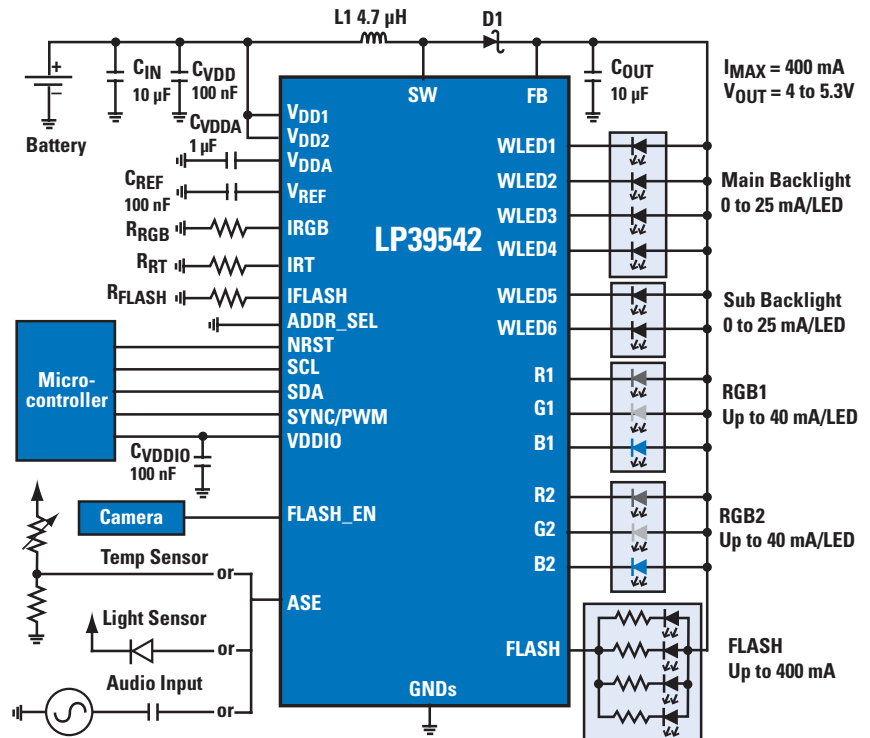 L1 4.7 µH
D1
+
–
Battery
CIN
10 µF
CVDD
100 nF
COUT
10 µF
IMAX = 400 mA
VOUT = 4 to 5.3V
SW
FB
CVDDA
1 µF
CREF
100 nF
RRGB
RRT
RFLASH
VDD1
VDD2
VDDA
VREF
IRGB
IRT
IFLASH
ADDR_SEL
NRST
SCL
SDA
SYNC/PWM
VDDIO
FLASH_EN
ASE
LP39542
GNDs
WLED1
WLED2
WLED3
WLED4
WLED5
WLED6
R1
G1
B1
R2
G2
B2
FLASH
Main Backlight
0 to 25 mA/LED
Sub Backlight
0 to 25 mA/LED
RGB1
Up to 40 mA/LED
RGB2
Up to 40 mA/LED
FLASH
Up to 400 mA
Micro-
controller
CVDDIO
100 nF
Camera
Temp Sensor
or
Light Sensor
or
Audio Input
or